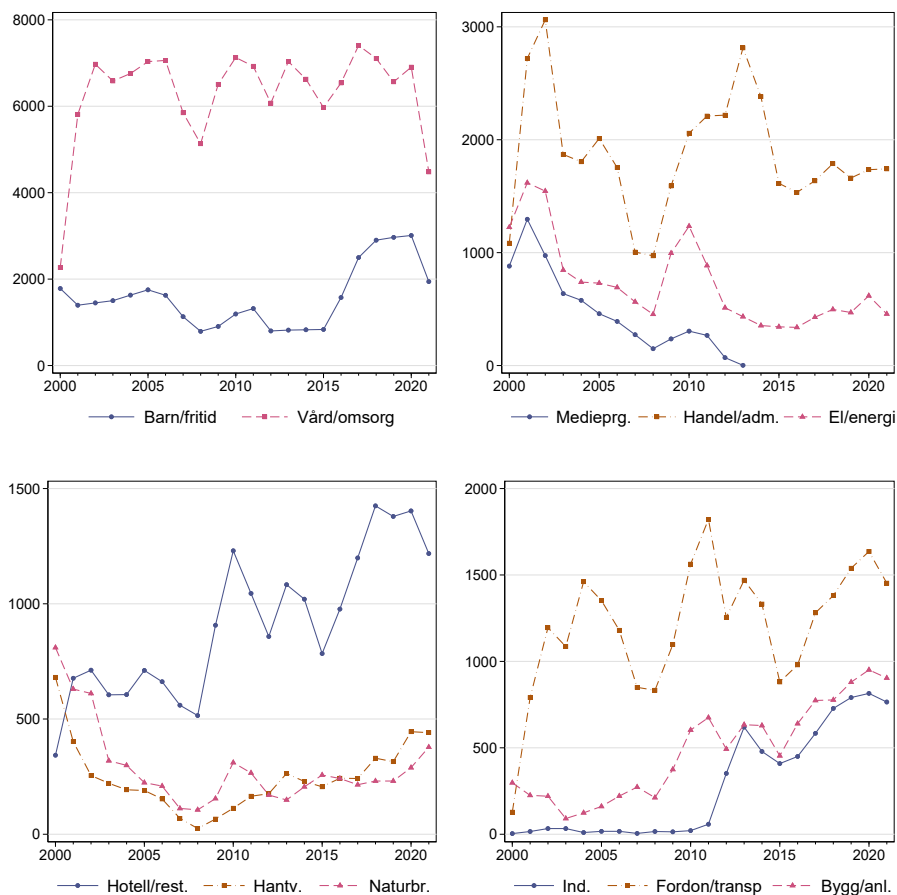 8000
6000
4000
2000
0
2000 2005 2010 2015 2020
Barn/fritid Vård/omsorg
3000
2000
1000
0
2000 2005 2010 2015 2020
Medieprg. Handel/adm. El/energi
1500
1000
500
0
2000 2005 2010 2015 2020
Hotell/rest. Hantv. Naturbr.
2000
1500
1000
500
0
2000 2005 2010 2015 2020
Ind. Fordon/transp Bygg/anl.